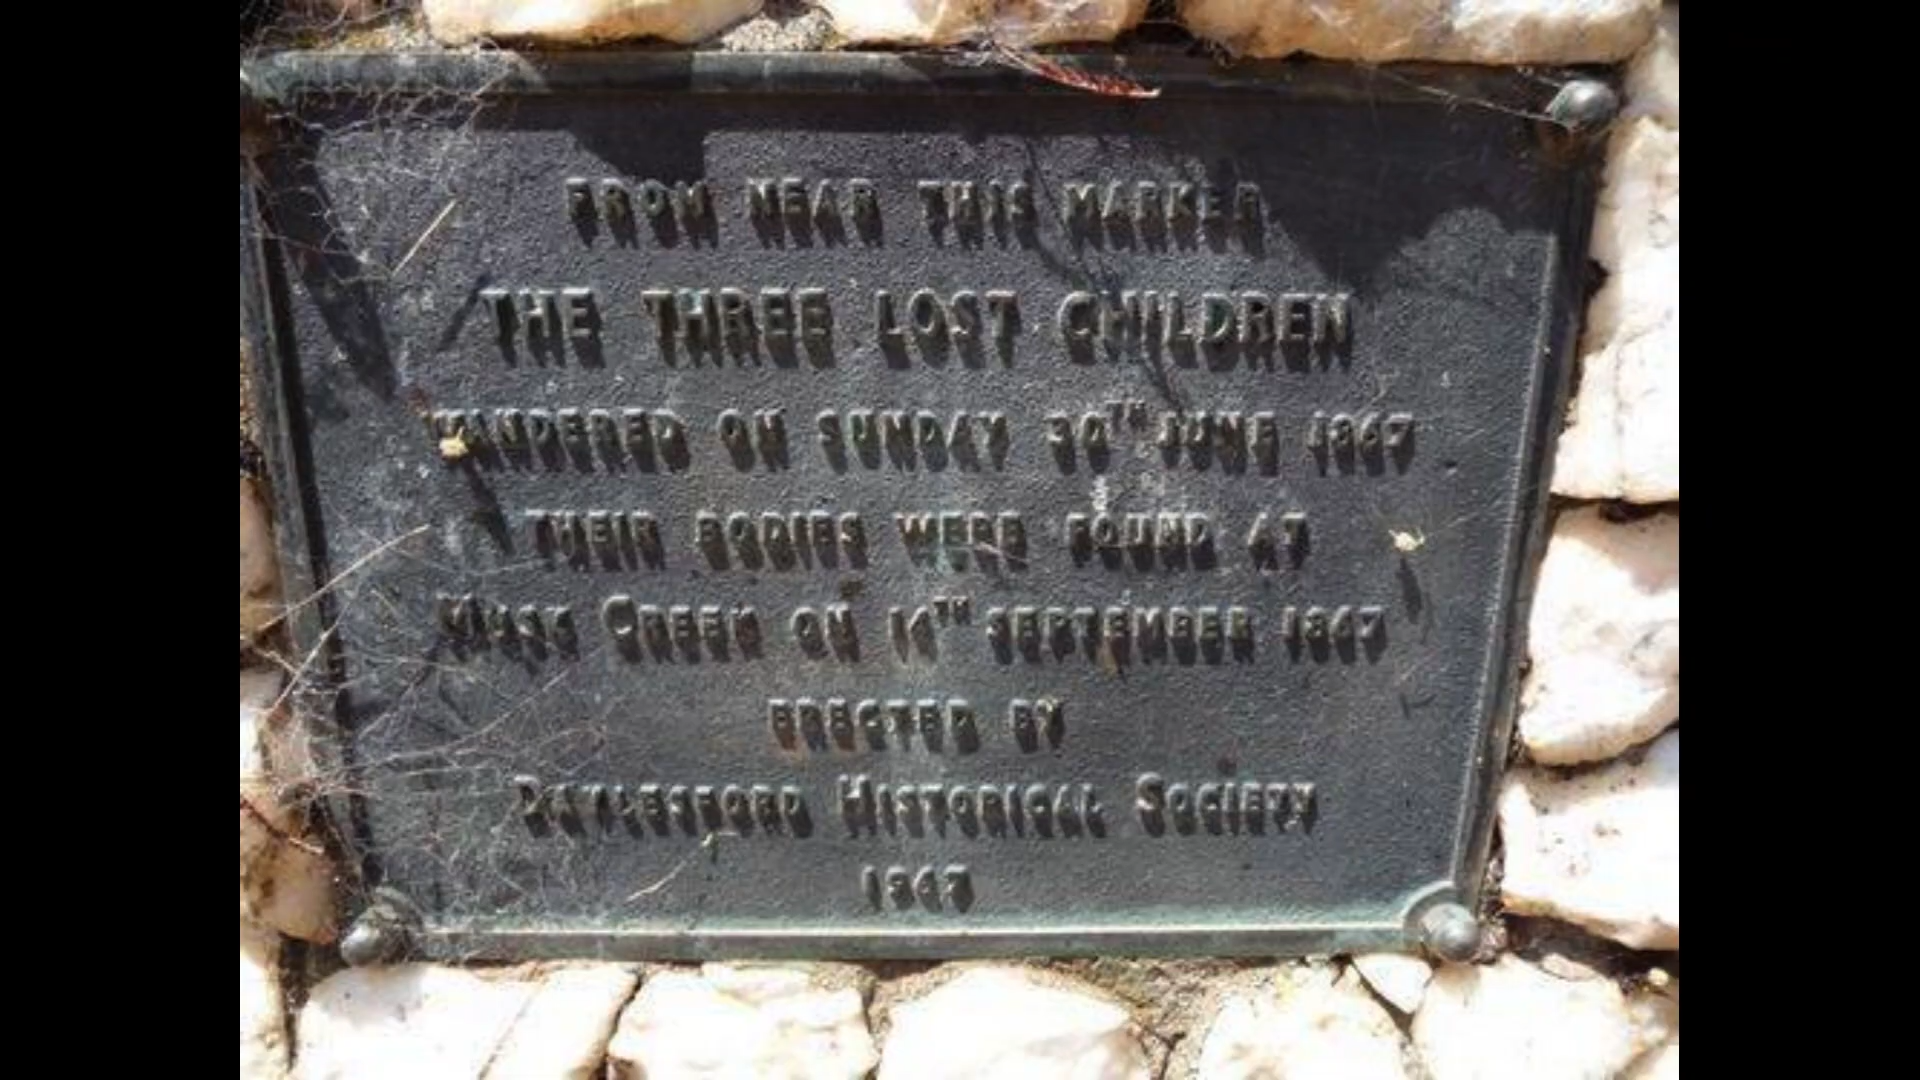 FROM NEAR THIS MARKER
THE THREE LOST CHILDREN
WANDERED ON SUNDAY 30TH JUNE 1867
THEIR BODIES WERE FOUND AT
MUSK CREEK ON 14TH SEPTEMBER 1867
ERECTED BY
DAYLESFORD HISTORICAL SOCIETY
1967